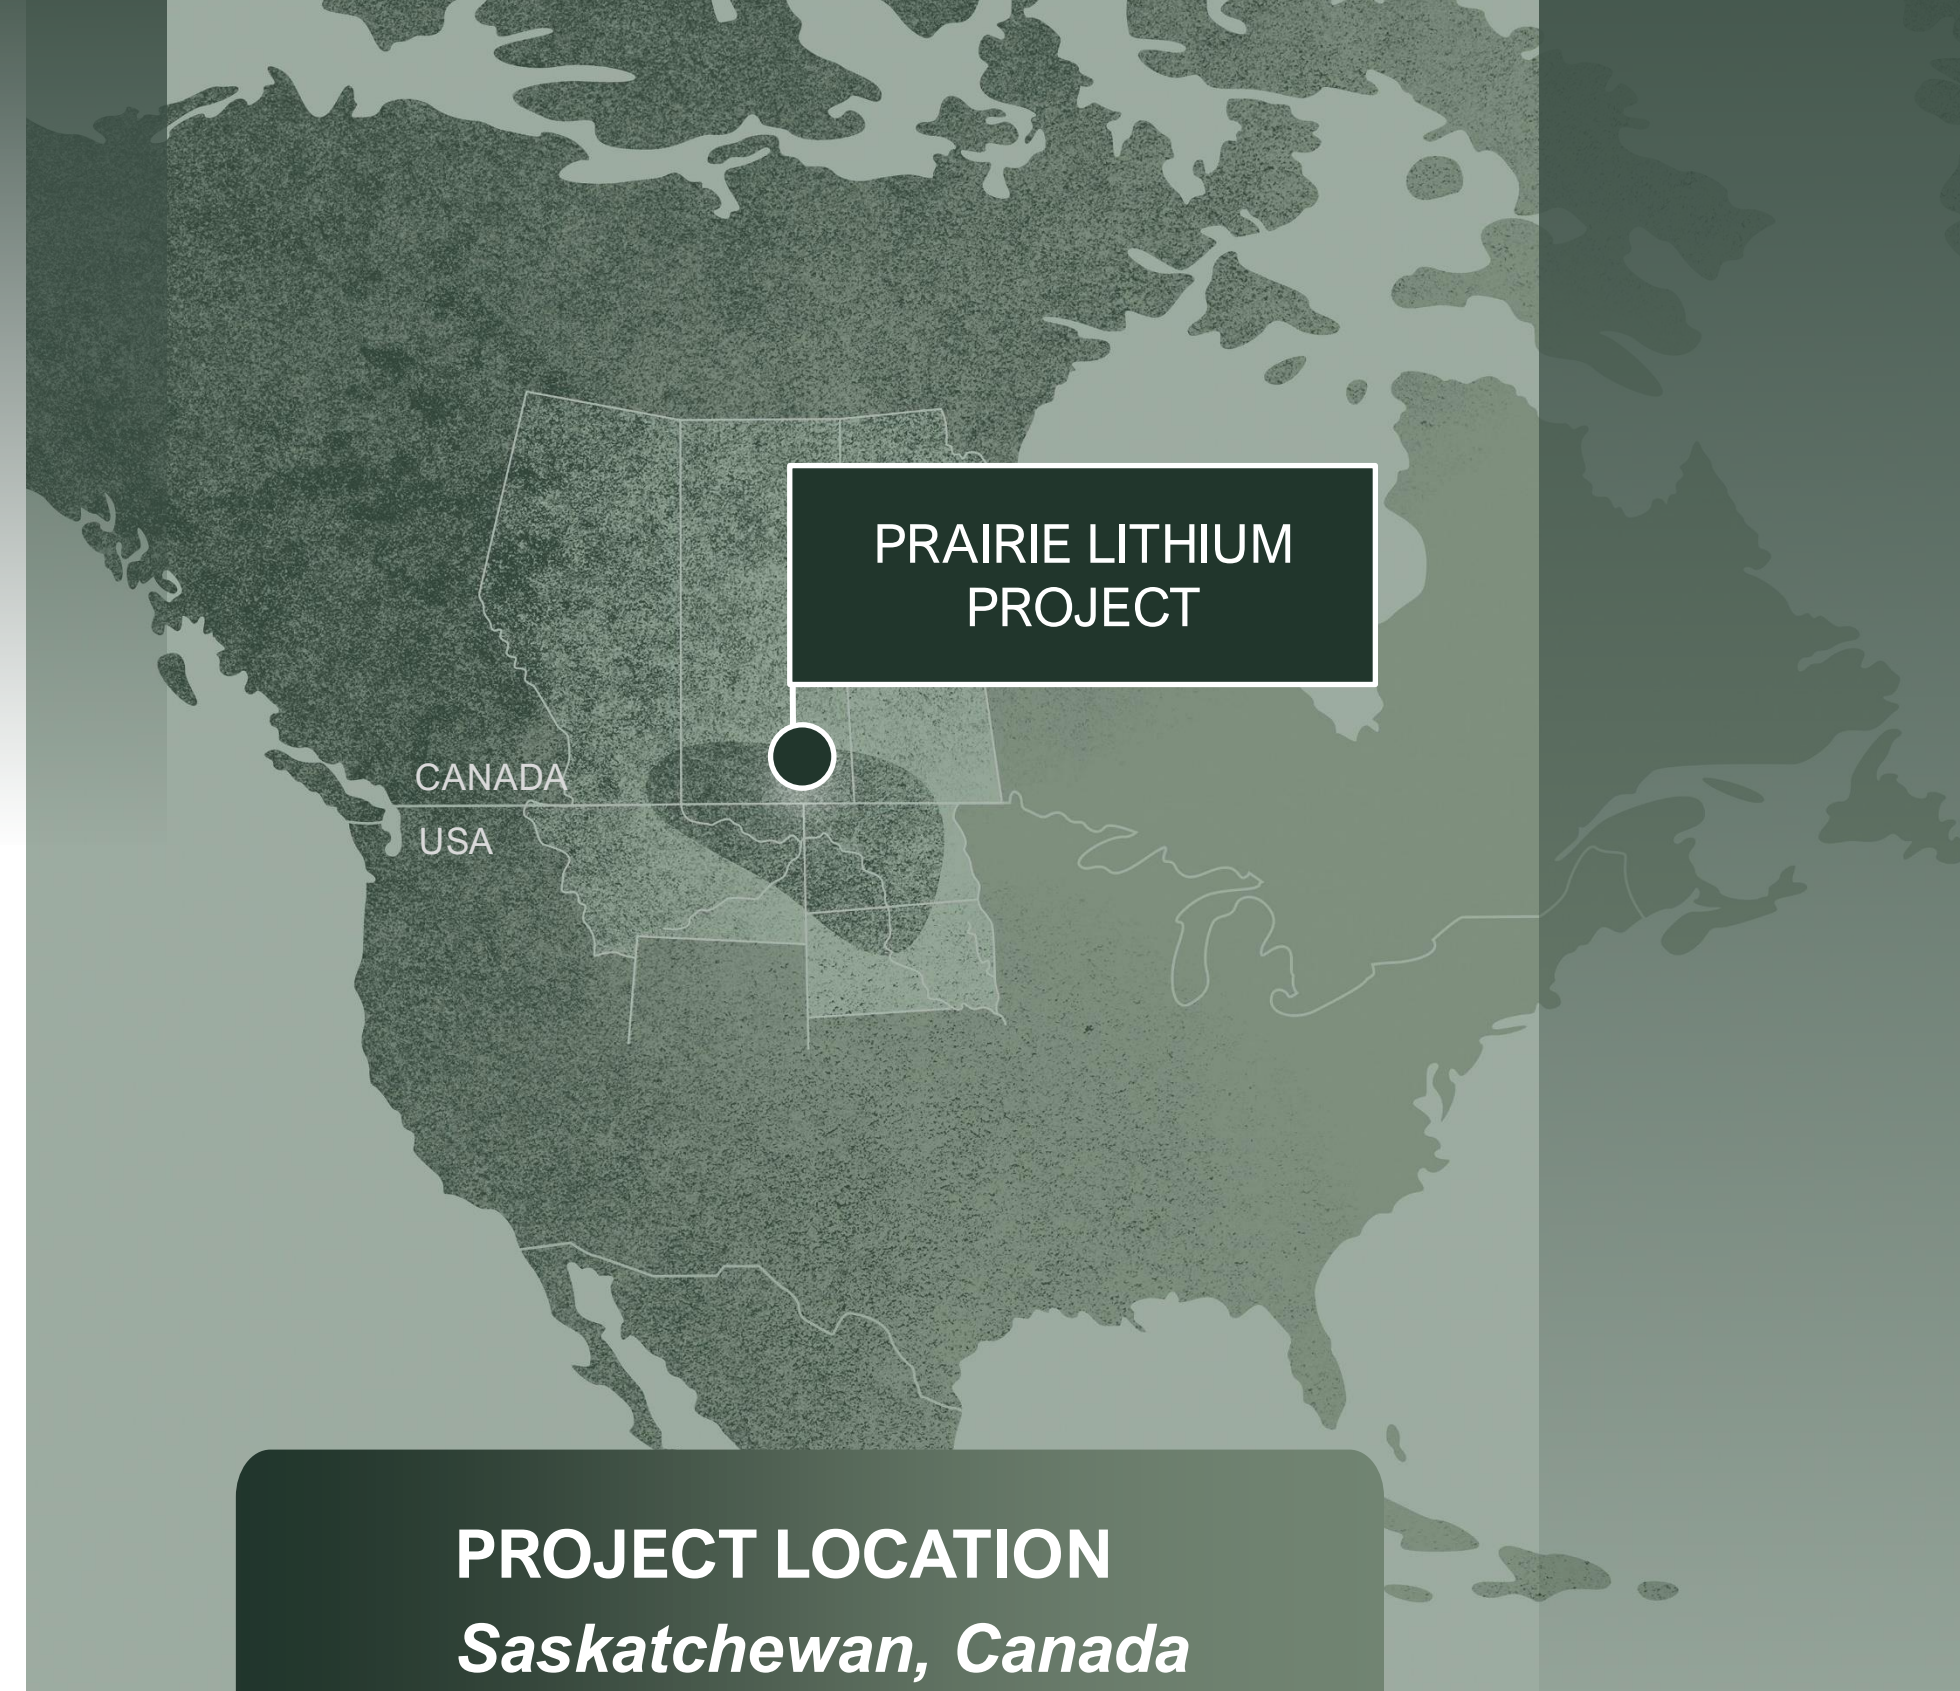 PRAIRIE LITHIUM
PROJECT
CANADA
USA
PROJECT LOCATION
Saskatchewan, Canada